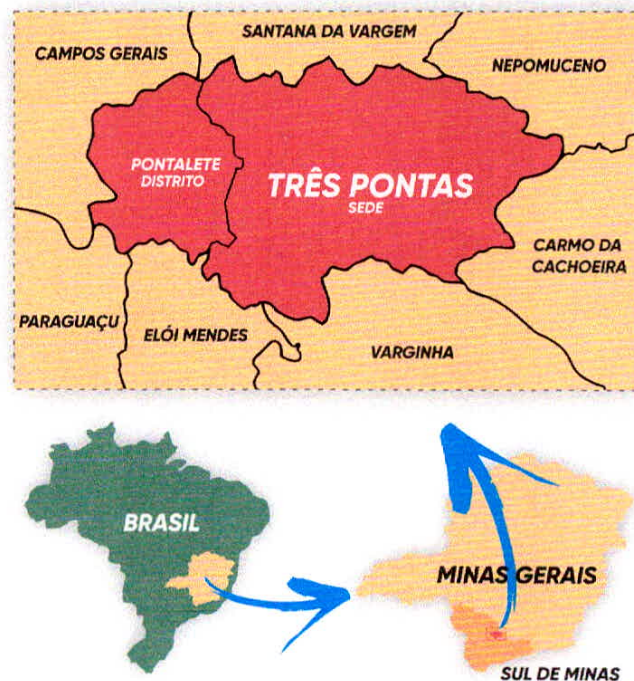 SANTANA DA VARGEM
CAMPOS GERAIS
NEPOMUCENO
PONTALETE
DISTRITO
TRÊS PONTAS
SEDE
CARMO DA
CACHOEIRA
PARAGUAÇU
ELÓI MENDES
VARGINHA
BRASIL
MINAS GERAIS
SUL DE MINAS